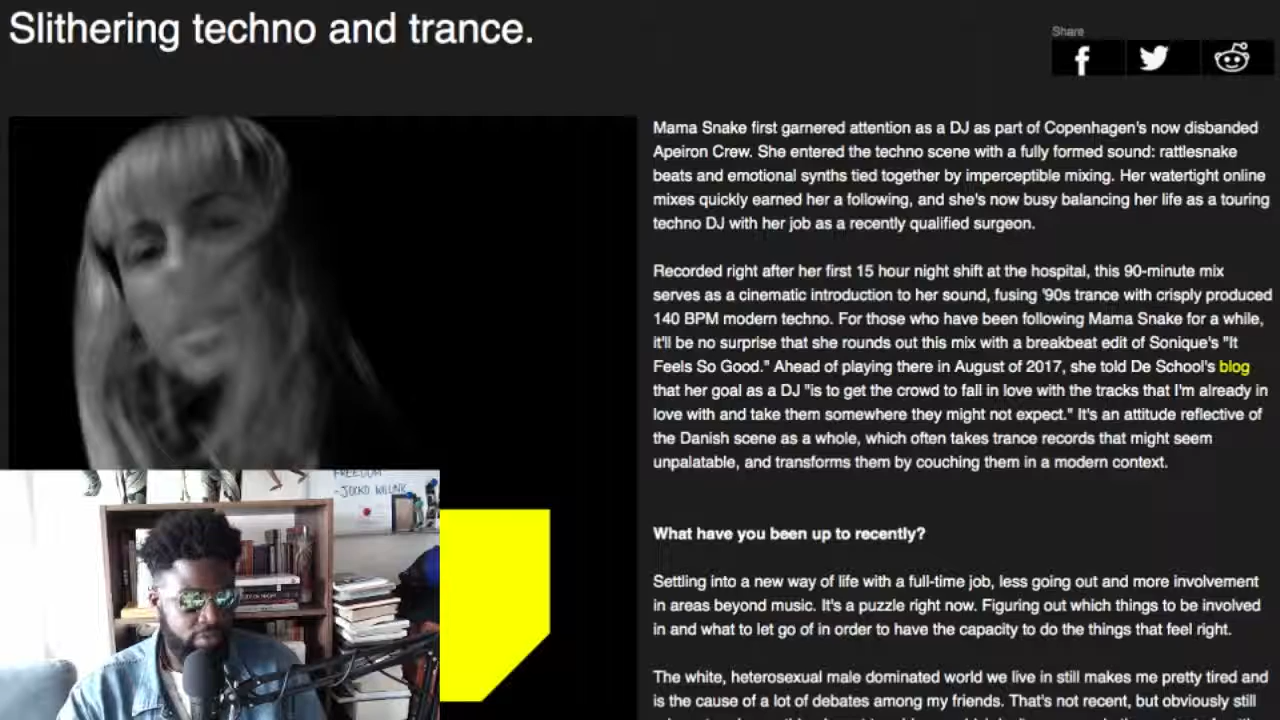 Slithering techno and trance.
Share
Mama Snake first garnered attention as a DJ as part of Copenhagen's now disbanded
Apeiron Crew. She entered the techno scene with a fully formed sound: rattlesnake
beats and emotional synths tied together by imperceptible mixing. Her watertight online
mixes quickly earned her a following, and she's now busy balancing her life as a touring
techno DJ with her job as a recently qualified surgeon.
Recorded right after her first 15 hour night shift at the hospital, this 90-minute mix
serves as a cinematic introduction to her sound, fusing '90s trance with crisply produced
140 BPM modern techno. For those who have been following Mama Snake for a while,
it'll be no surprise that she rounds out this mix with a breakbeat edit of Sonique's "It
Feels So Good." Ahead of playing there in August of 2017, she told De School's blog
that her goal as a DJ "is to get the crowd to fall in love with the tracks that I'm already in
love with and take them somewhere they might not expect." It's an attitude reflective of
the Danish scene as a whole, which often takes trance records that might seem
unpalatable, and transforms them by couching them in a modern context.
FREEDOM
-JOCKO WILLINK
What have you been up to recently?
Settling into a new way of life with a full-time job, less going out and more involvement
in areas beyond music. It's a puzzle right now. Figuring out which things to be involved
in and what to let go of in order to have the capacity to do the things that feel right.
The white, heterosexual male dominated world we live in still makes me pretty tired and
is the cause of a lot of debates among my friends. That's not recent, but obviously still